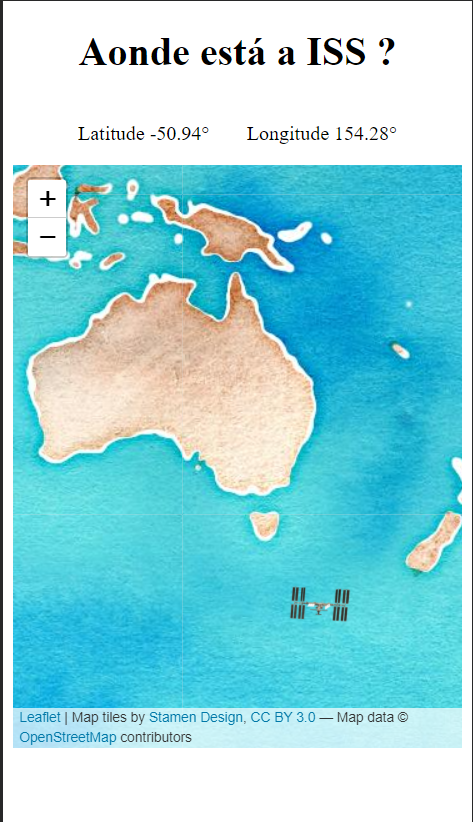 Aonde está a ISS ?
Latitude -50.94° Longitude 154.28°
+
−
Leaflet | Map tiles by Stamen Design, CC BY 3.0 — Map data ©
OpenStreetMap contributors